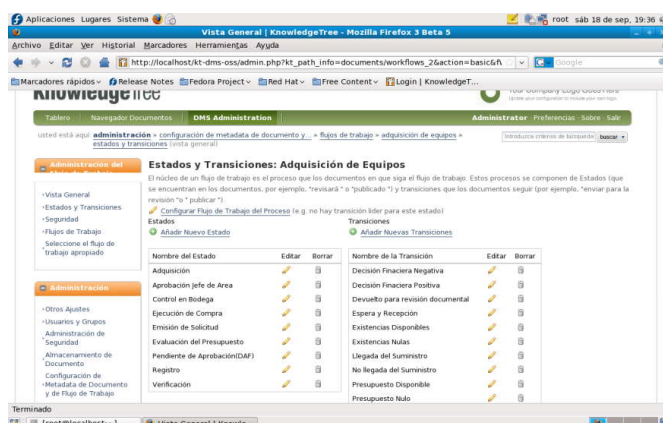 Aplicaciones Lugares Sistema root sáb 18 de sep, 19:36
Vista General | KnowledgeTree - Mozilla Firefox 3 Beta 5
Archivo Editar Ver Historial Marcadores Herramientas Ayuda
http://localhost/kt-dms-oss/admin.php?kt_path_info=documents/workflows_2&action=basic&f Google
Marcadores rápidos Release Notes Fedora Project Red Hat Free Content Login | KnowledgeT...
KnowledgeTree Your Company Logo Goes Here
Tablero Navegador Documentos DMS Administration Administrator · Preferencias · Sobre · Salir
usted está aquí: administración » configuración de metadata de documento y... » flujos de trabajo » adquisición de equipos » buscar
estados y transiciones (vista general)
Administración del
Estados y Transiciones: Adquisición de Equipos
El núcleo de un flujo de trabajo es el proceso que los documentos en que siga el flujo de trabajo. Estos procesos se componen de Estados (que
se encuentran en los documentos, por ejemplo, "revisará " o "publicado ") y transiciones que los documentos seguir (por ejemplo, "enviar para la
revisión "o " publicar ").
Configurar Flujo de Trabajo del Proceso (e.g. no hay transición lider para este estado)
Vista General
Estados y Transiciones
Seguridad
Flujos de Trabajo
Seleccione el flujo de
trabajo apropiado
Administración
Otros Ajustes
Usuarios y Grupos
Administración de
Seguridad
Almacenamiento de
Documento
Configuración de
Metadata de Documento
y de Flujo de Trabajo
Estados
Añadir Nuevo Estado
Nombre del Estado Editar Borrar
Adquisición
Aprobación Jefe de Area
Control en Bodega
Ejecución de Compra
Emisión de Solicitud
Evaluación del Presupuesto
Pendiente de Aprobación(DAF)
Registro
Verificación
Transiciones
Añadir Nuevas Transiciones
Nombre de la Transición Editar Borrar
Decisión Finaciera Negativa
Decisión Finaciera Positiva
Devuelto para revisión documental
Espera y Recepción
Existencias Disponibles
Existencias Nulas
Llegada del Suministro
No llegada del Suministro
Presupuesto Disponible
Presupuesto Nulo
Terminado